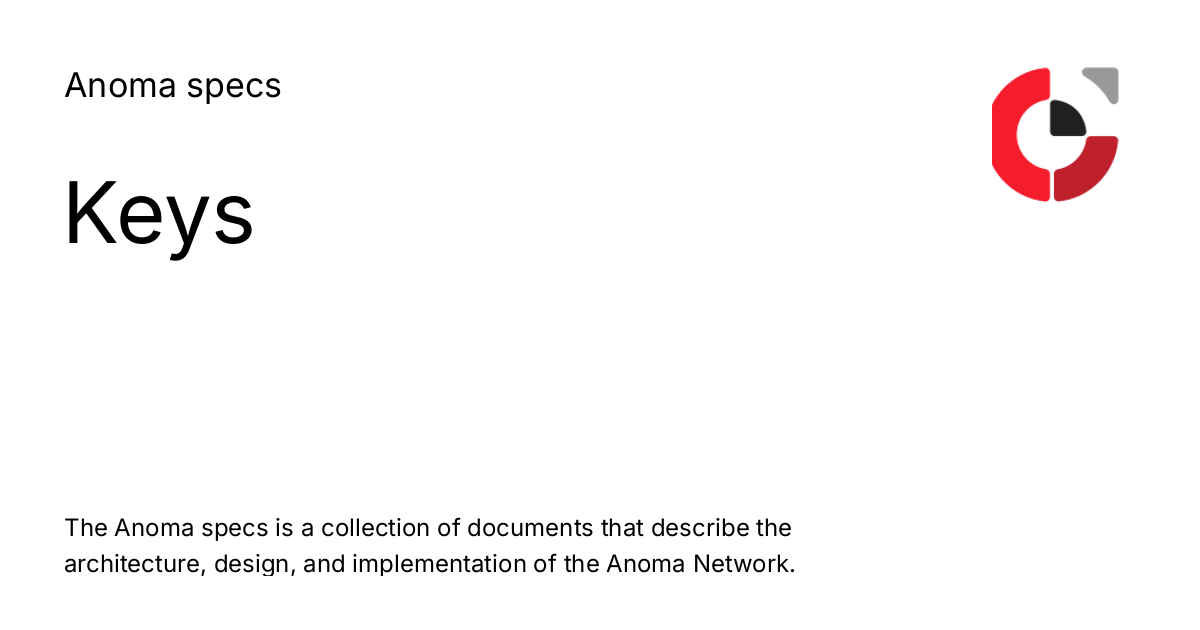 Anoma specs
Keys
The Anoma specs is a collection of documents that describe the
architecture, design, and implementation of the Anoma Network.